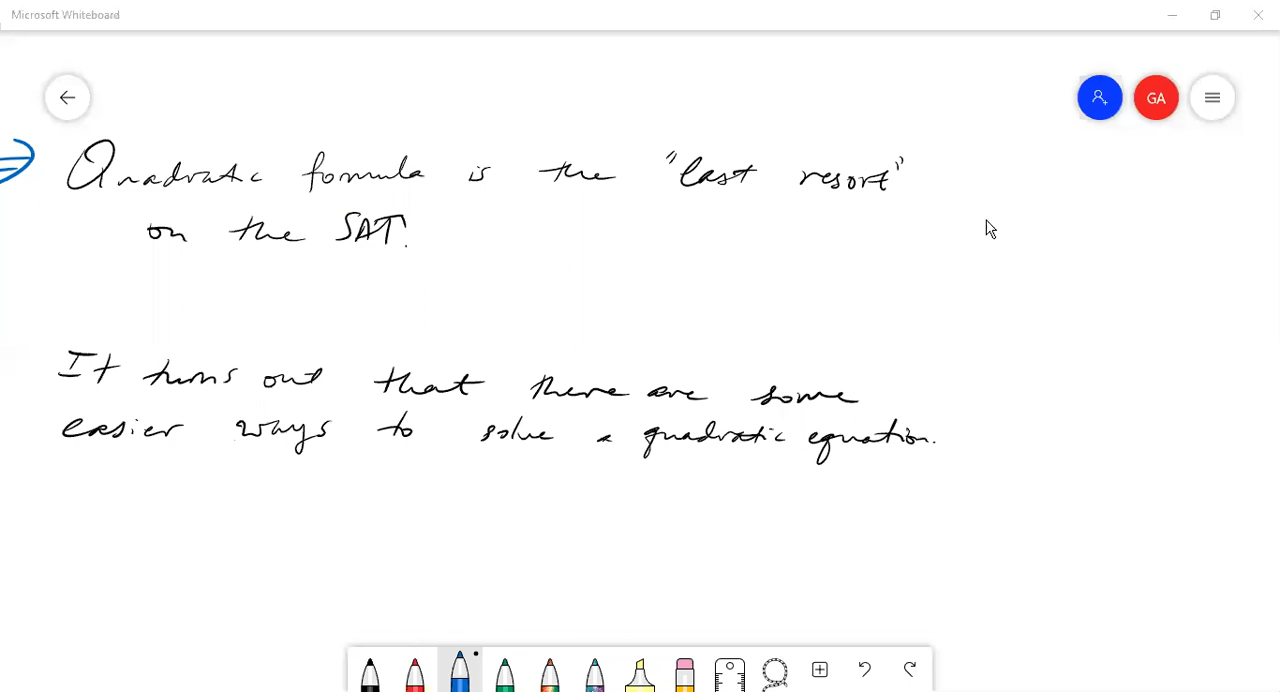 Microsoft Whiteboard
GA
Quadratic formula is the "last resort"
on the SAT.
It turns out that there are some
easier ways to solve a quadratic equation.